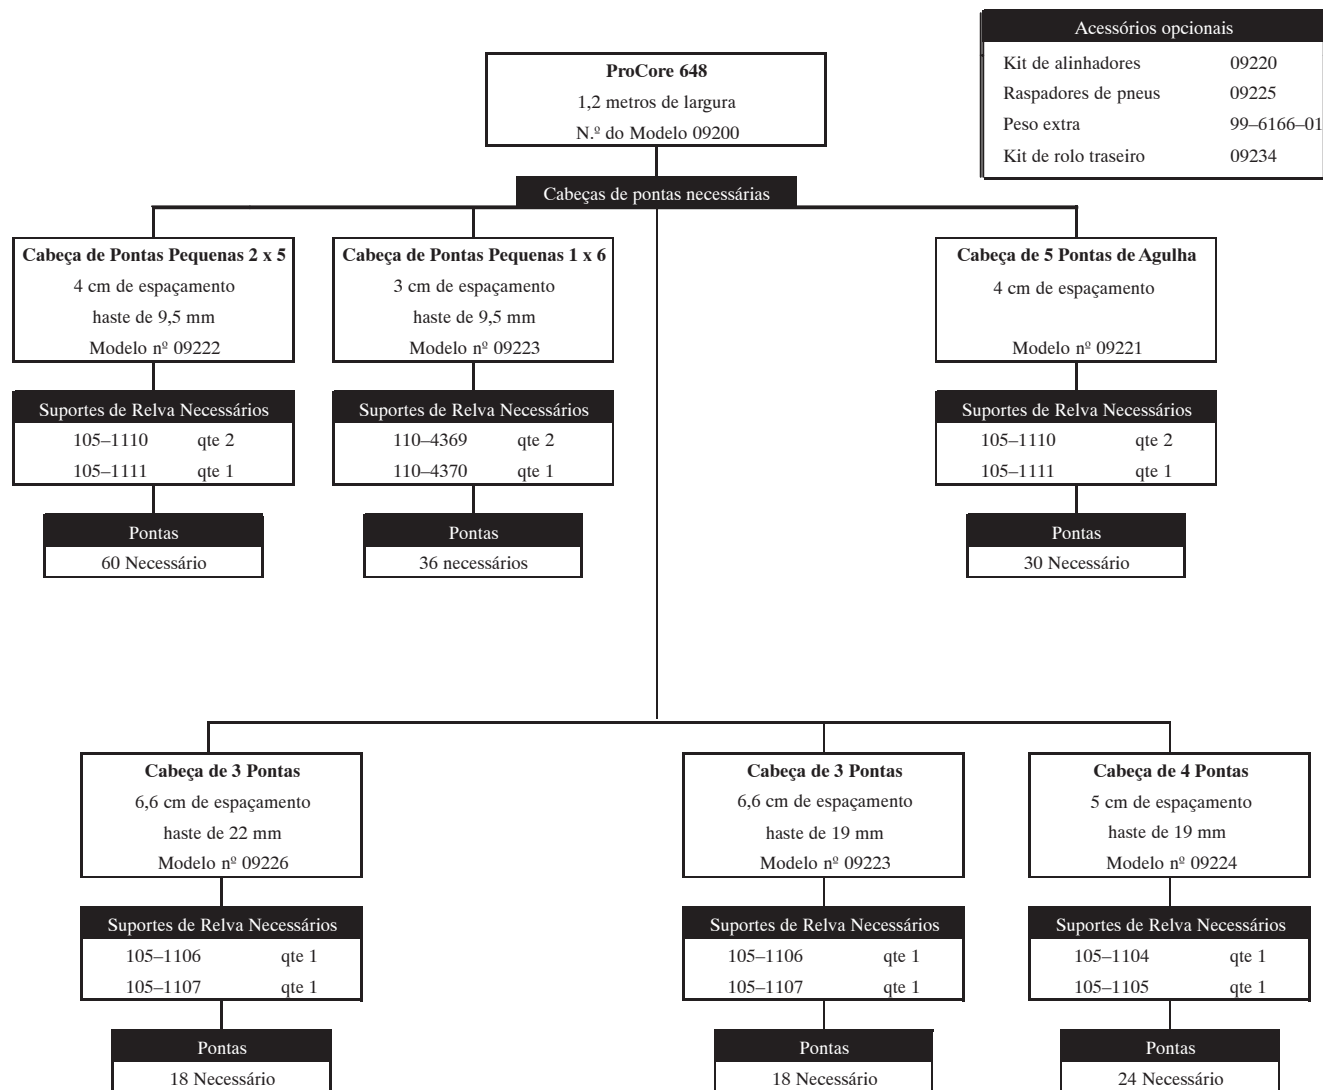 Acessórios opcionais
Kit de alinhadores 09220
Raspadores de pneus 09225
Peso extra 99–6166–01
Kit de rolo traseiro 09234
ProCore 648
1,2 metros de largura
N.º do Modelo 09200
Cabeças de pontas necessárias
Cabeça de Pontas Pequenas 2 x 5
4 cm de espaçamento
haste de 9,5 mm
Modelo nº 09222
Suportes de Relva Necessários
105–1110 qte 2
105–1111 qte 1
Pontas
60 Necessário
Cabeça de Pontas Pequenas 1 x 6
3 cm de espaçamento
haste de 9,5 mm
Modelo nº 09223
Suportes de Relva Necessários
110–4369 qte 2
110–4370 qte 1
Pontas
36 necessários
Cabeça de 5 Pontas de Agulha
4 cm de espaçamento
Modelo nº 09221
Suportes de Relva Necessários
105–1110 qte 2
105–1111 qte 1
Pontas
30 Necessário
Cabeça de 3 Pontas
6,6 cm de espaçamento
haste de 22 mm
Modelo nº 09226
Suportes de Relva Necessários
105–1106 qte 1
105–1107 qte 1
Pontas
18 Necessário
Cabeça de 3 Pontas
6,6 cm de espaçamento
haste de 19 mm
Modelo nº 09223
Suportes de Relva Necessários
105–1106 qte 1
105–1107 qte 1
Pontas
18 Necessário
Cabeça de 4 Pontas
5 cm de espaçamento
haste de 19 mm
Modelo nº 09224
Suportes de Relva Necessários
105–1104 qte 1
105–1105 qte 1
Pontas
24 Necessário